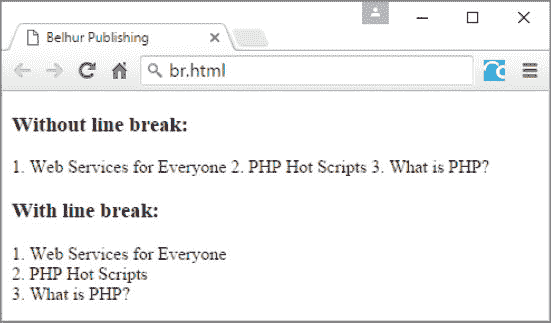 Belhur Publishing
br.html
Without line break:
1. Web Services for Everyone 2. PHP Hot Scripts 3. What is PHP?
With line break:
1. Web Services for Everyone
2. PHP Hot Scripts
3. What is PHP?